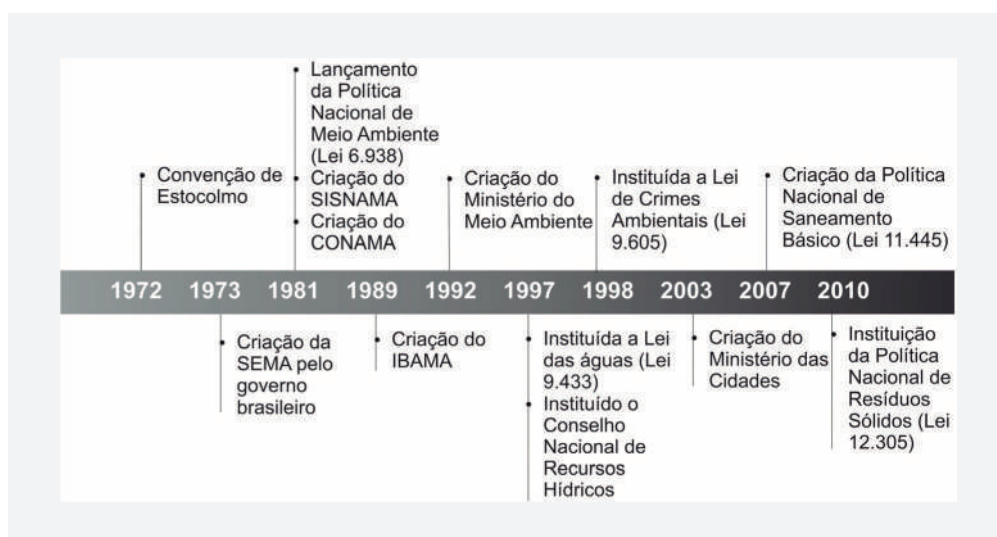 Lançamento
da Política
Nacional de
Meio Ambiente
(Lei 6.938)
Criação do
SISNAMA
Criação do
CONAMA
Convenção de
Estocolmo
Criação do
Ministério do
Meio Ambiente
Instituída a Lei
de Crimes
Ambientais (Lei
9.605)
Criação da Política
Nacional de
Saneamento
Básico (Lei 11.445)
1972 1973 1981 1989 1992 1997 1998 2003 2007 2010
Criação da
SEMA pelo
governo
brasileiro
Criação do
IBAMA
Instituída a Lei
das águas (Lei
9.433)
Instituído o
Conselho
Nacional de
Recursos
Hídricos
Criação do
Ministério das
Cidades
Instituição
da Política
Nacional de
Resíduos
Sólidos (Lei
12.305)